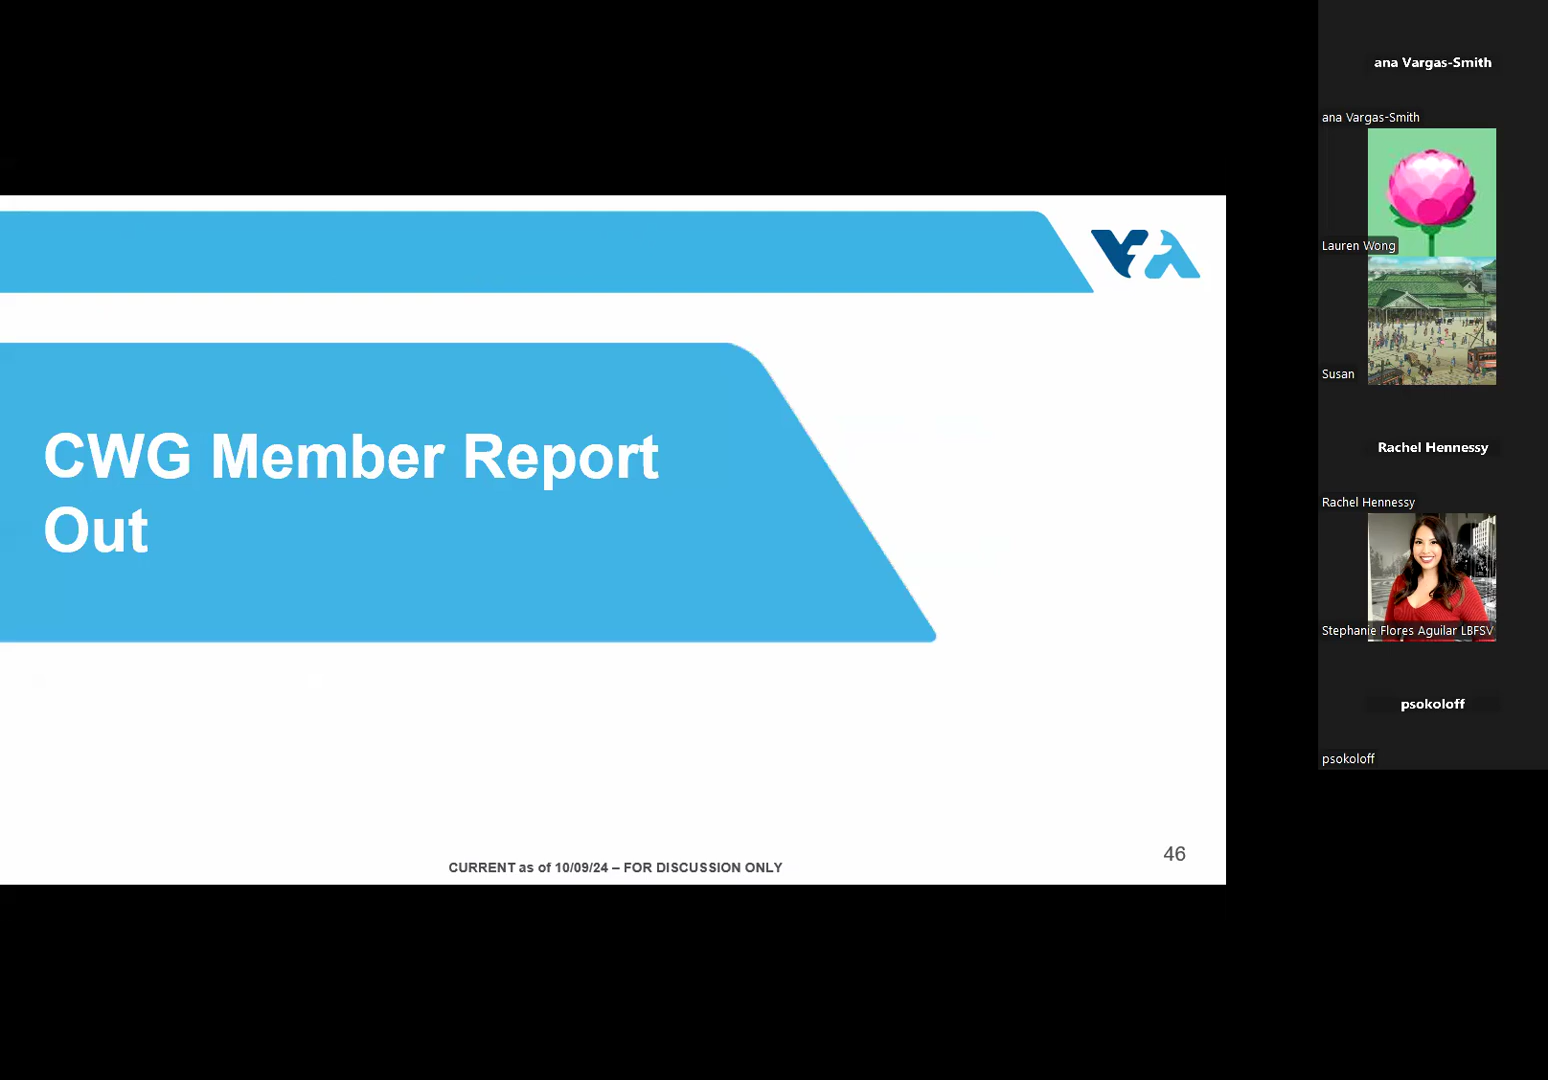 VTA
CWG Member Report
Out
CURRENT as of 10/09/24 – FOR DISCUSSION ONLY
46
ana Vargas-Smith
ana Vargas-Smith
Lauren Wong
Susan
Rachel Hennessy
Rachel Hennessy
Stephanie Flores Aguilar LBFSV
psokoloff
psokoloff